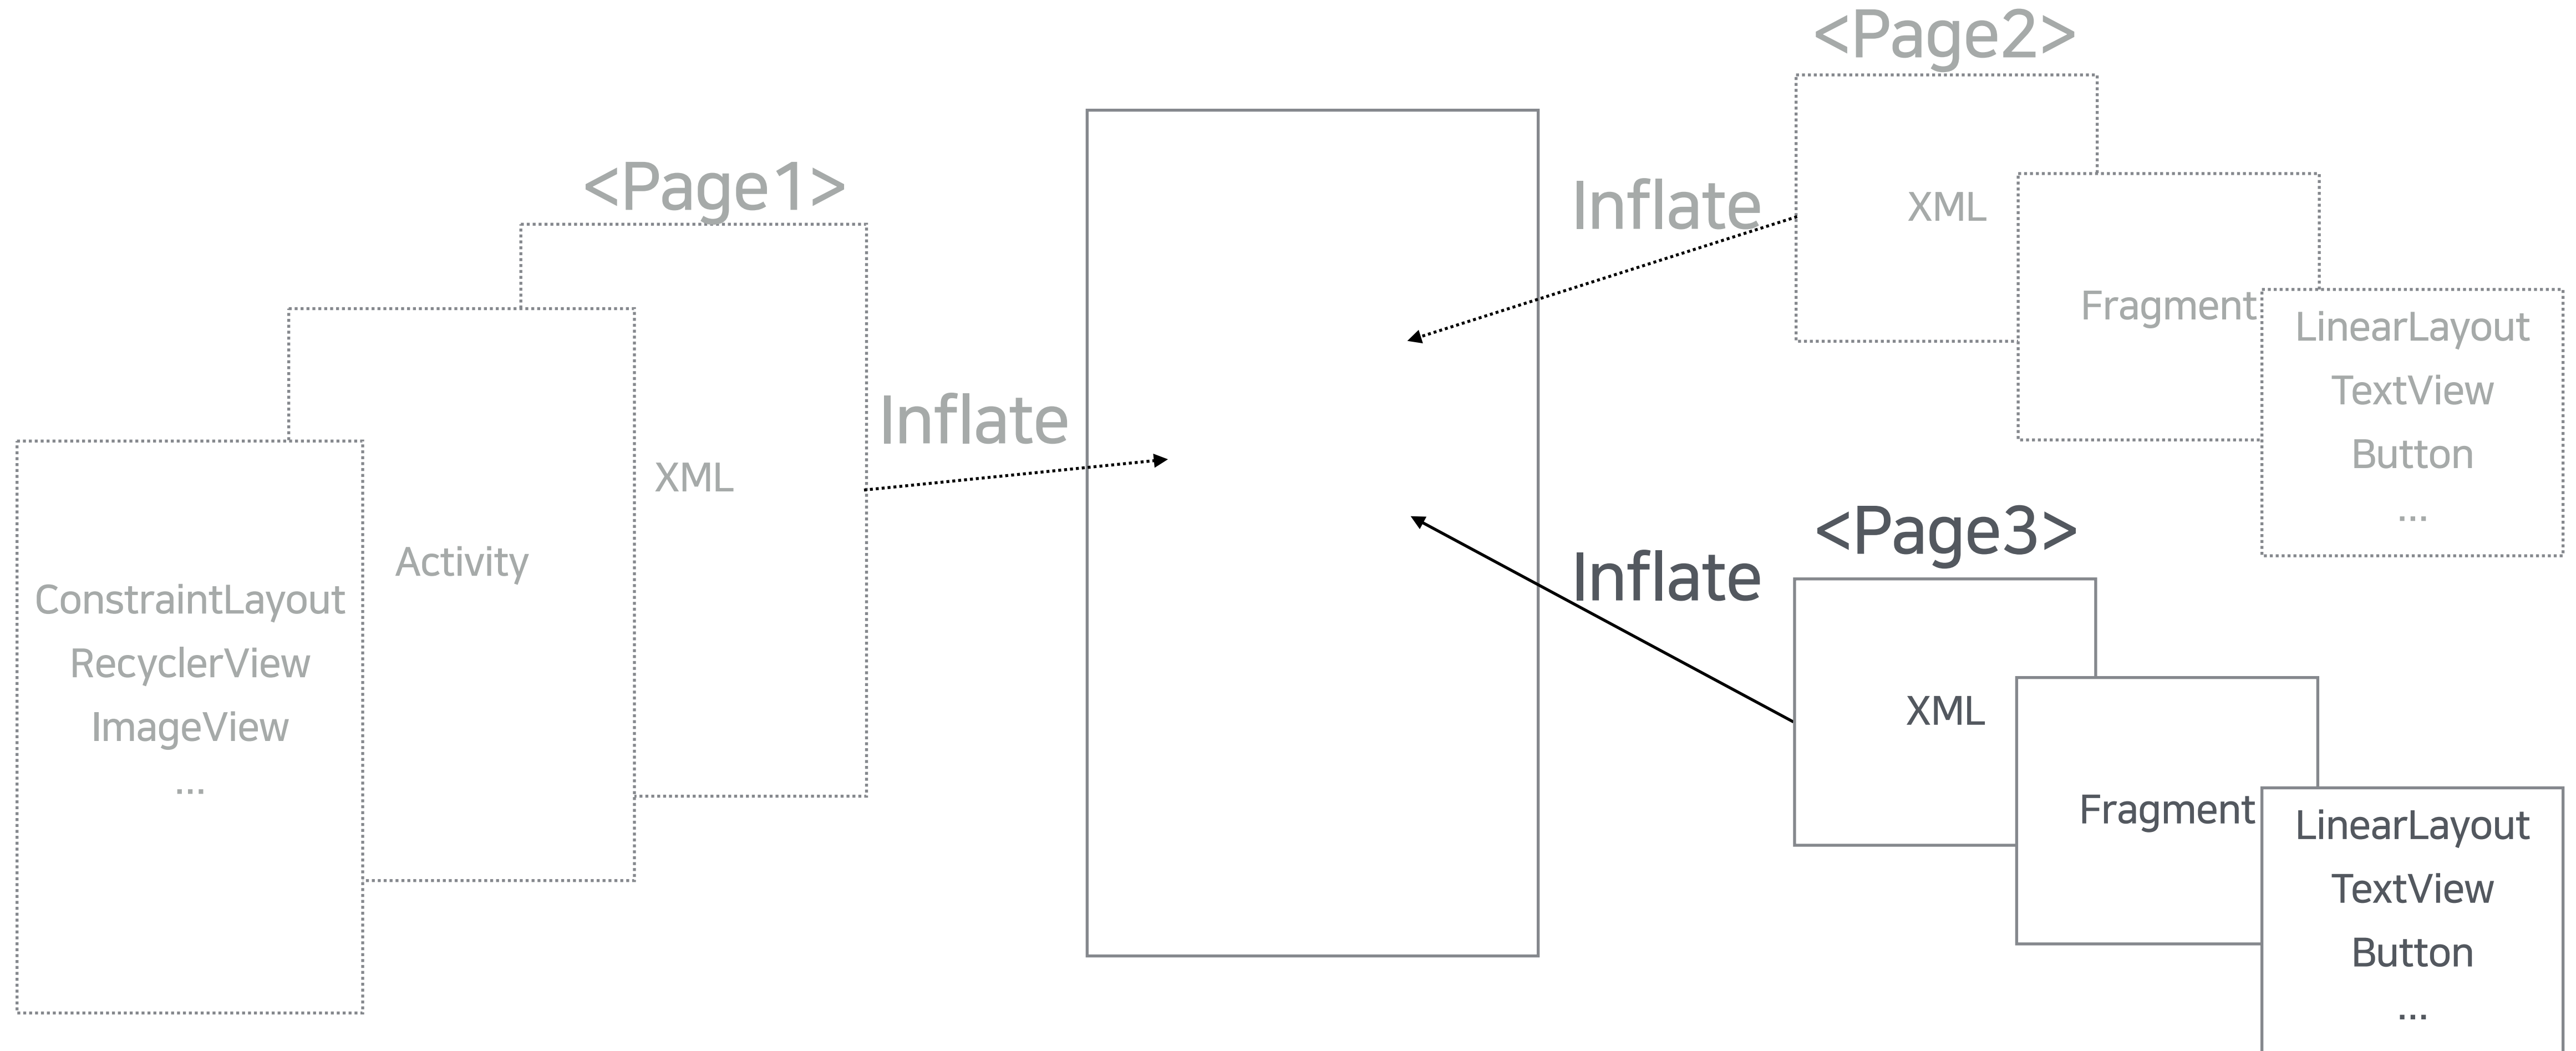 <Page1>
XML
Activity
ConstraintLayout
RecyclerView
ImageView
...
Inflate
<Page2>
Inflate
XML
Fragment
LinearLayout
TextView
Button
...
<Page3>
Inflate
XML
Fragment
LinearLayout
TextView
Button
...